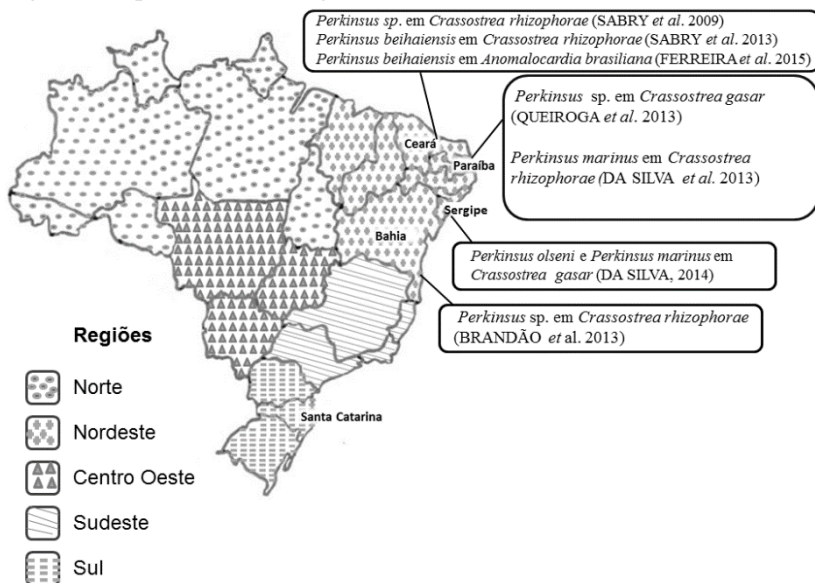 Perkinsus sp. em Crassostrea rhizophorae (SABRY et al. 2009)
Perkinsus beihaiensis em Crassostrea rhizophorae (SABRY et al. 2013)
Perkinsus beihaiensis em Anomalocardia brasiliana (FERREIRA et al. 2015)
Perkinsus sp. em Crassostrea gasar
(QUEIROGA et al. 2013)
Perkinsus marinus em Crassostrea
rhizophorae (DA SILVA et al. 2013)
Ceará
Paraíba
Sergipe
Bahia
Perkinsus olseni e Perkinsus marinus em
Crassostrea gasar (DA SILVA, 2014)
Perkinsus sp. em Crassostrea rhizophorae
(BRANDÃO et al. 2013)
Santa Catarina
Regiões
Norte
Nordeste
Centro Oeste
Sudeste
Sul